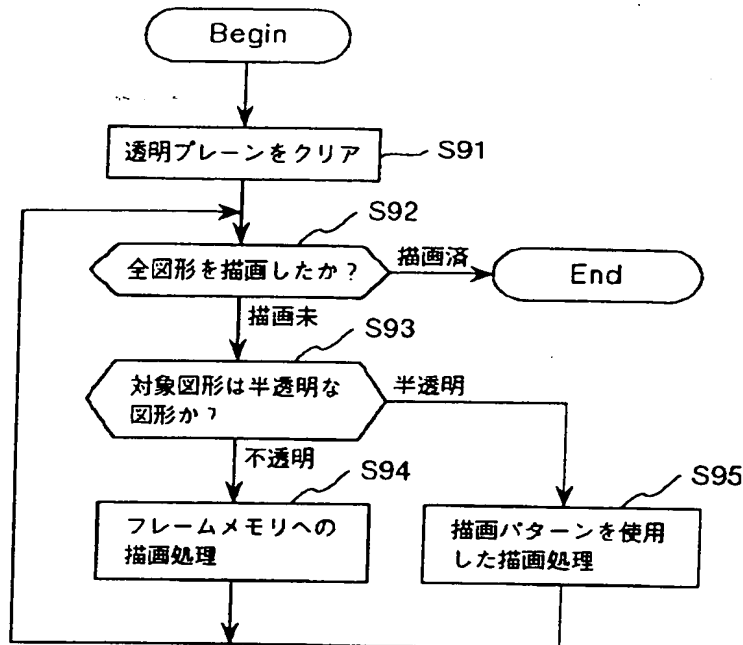 Begin
透明プレーンをクリア
S91
S92
全図形を描画したか?
描画済
End
描画未
S93
対象図形は半透明な
図形か?
半透明
不透明
S94
フレームメモリへの
描画処理
S95
描画パターンを使用
した描画処理